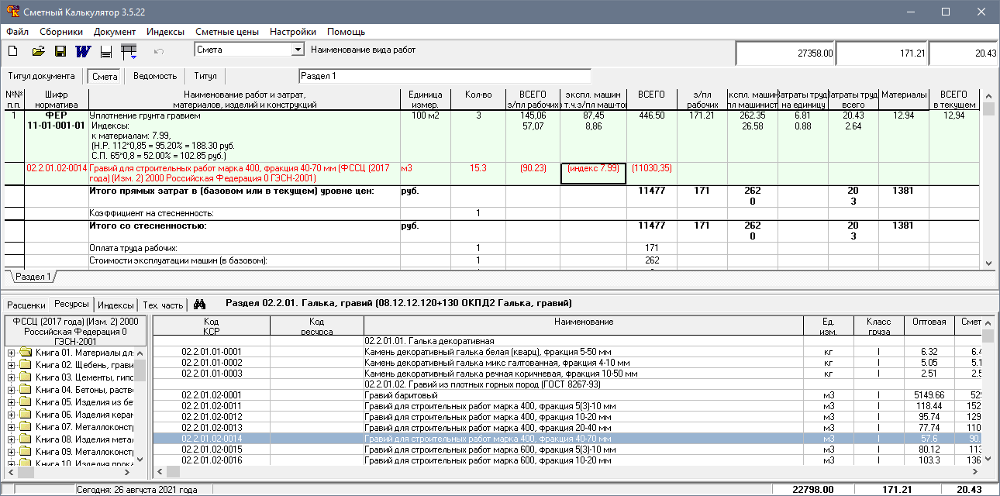 Сметный Калькулятор 3.5.22
Файл Сборники Документ Индексы Сметные цены Настройки Помощь
Смета Наименование вида работ 27358.00 171.21 20.43
Титул документа Смета Ведомость Титул Раздел 1
№№ п.п. Шифр норматива Наименование работ и затрат, материалов, изделий и конструкций Единица измер. Кол-во ВСЕГО з/пл рабочих экспл. машин т.ч.з/пл маш-то ВСЕГО з/пл рабочих кспл. машин пл машинист Затраты труд на единицу Затраты труд всего Материалы ВСЕГО в текущем
1 ФЕР Уплотнение грунта гравием 100 м2 3 145,06 87,45 446.50 171.21 262.35 6.81 20.43 12.94 12,94
11-01-001-01 Индексы: 57,07 8,86 26.58 0.88 2.64
к материалам: 7.99,
(Н.Р. 112*0,85 = 95.20% = 188.30 руб.
С.П. 65*0,8 = 52.00% = 102.85 руб.)
02.2.01.02-0014 Гравий для строительных работ марка 400, фракция 40-70 мм (ФССЦ (2017 м3 15.3 (90.23) (индекс 7.99) (11030,35)
года) (Изм. 2) 2000 Российская Федерация 0 ГЭСН-2001)
Итого прямых затрат в (базовом или в текущем) уровне цен: руб. 11477 171 262 20 1381
0 3
Коэффициент на стесненность: 1
Итого со стесненностью: руб. 11477 171 262 20 1381
0 3
Оплата труда рабочих: 1 171
Стоимости эксплуатации машин (в базовом): 1 262
Раздел 1
Расценки Ресурсы Индексы Тех. часть Раздел 02.2.01. Галька, гравий (08.12.12.120+130 ОКПД2 Галька, гравий)
ФССЦ (2017 года) (Изм. 2) 2000
Российская Федерация 0
ГЭСН-2001
Книга 01. Материалы для
Книга 02. Щебень, грави
Книга 03. Цементы, гипс
Книга 04. Бетоны, раство
Книга 05. Изделия из бе
Книга 06. Изделия керам
Книга 07. Металлоконстр
Книга 08. Изделия метал
Книга 09. Металлоконстр
Книга 10. Изделия прока
Код КСР Код ресурса Наименование Ед. изм. Класс груза Оптовая Смет
02.2.01.01. Галька декоративная
02.2.01.01-0001 Камень декоративный галька белая (кварц), фракция 5-50 мм кг I 6.32 6.4
02.2.01.01-0002 Камень декоративный галька микс галтованная, фракция 4-10 мм кг I 5.05 5.1
02.2.01.01-0003 Камень декоративный галька речная коричневая, фракция 10-50 мм кг I 2.51 2.5
02.2.01.02. Гравий из плотных горных пород (ГОСТ 8267-93)
02.2.01.02-0001 Гравий баритовый м3 I 5149.66 529
02.2.01.02-0011 Гравий для строительных работ марка 400, фракция 5(3)-10 мм м3 I 118.44 152
02.2.01.02-0012 Гравий для строительных работ марка 400, фракция 10-20 мм м3 I 95.74 129
02.2.01.02-0013 Гравий для строительных работ марка 400, фракция 20-40 мм м3 I 77.74 110
02.2.01.02-0014 Гравий для строительных работ марка 400, фракция 40-70 мм м3 I 57.6 90.
02.2.01.02-0015 Гравий для строительных работ марка 600, фракция 5(3)-10 мм м3 I 80.12 113
02.2.01.02-0016 Гравий для строительных работ марка 600, фракция 10-20 мм м3 I 103.3 136
Сегодня: 26 августа 2021 года 22798.00 171.21 20.43